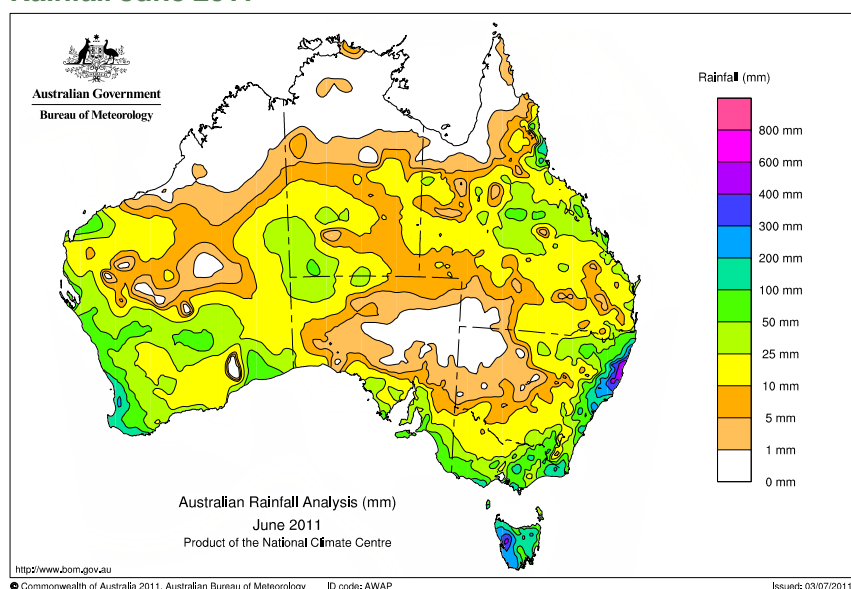 Australian Government
Bureau of Meteorology
Rainfall (mm)
800 mm
600 mm
400 mm
300 mm
200 mm
100 mm
50 mm
25 mm
10 mm
5 mm
1 mm
0 mm
Australian Rainfall Analysis (mm)
June 2011
Product of the National Climate Centre
http://www.bom.gov.au
© Commonwealth of Australia 2011, Australian Bureau of Meteorology ID code: AWAP Issued: 03/07/2011